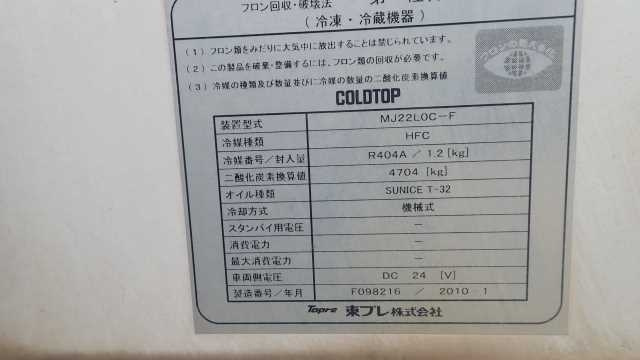 フロン回収・破壊法 第一種
(冷凍・冷蔵機器)
(1) フロン類をみだりに大気中に放出することは禁じられています。
(2) この製品を廃棄・整備するには、フロン類の回収が必要です。
(3) 冷媒の種類及び数量並びに冷媒の数量の二酸化炭素換算値
COLDTOP
装置型式 MJ22L0C-F
冷媒種類 HFC
冷媒番号/封入量 R404A / 1.2 [kg]
二酸化炭素換算値 4704 [kg]
オイル種類 SUNICE T-32
冷却方式 機械式
スタンバイ用電圧 -
消費電力 -
最大消費電力 -
車両側電圧 DC 24 [V]
製造番号/年月 F098216 / 2010-1
Topre 東プレ株式会社